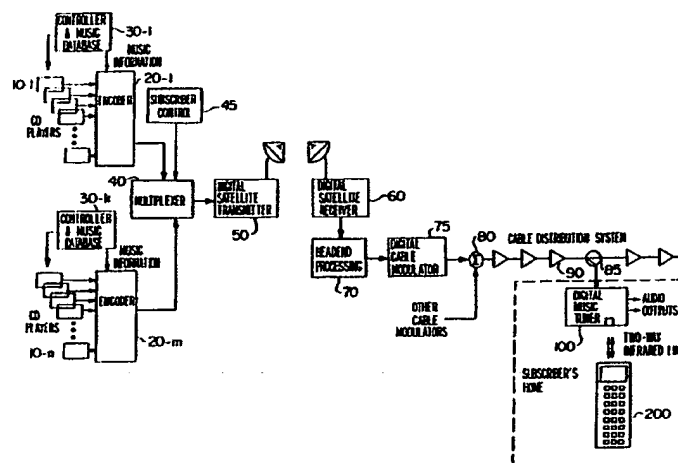 CONTROLLER
& MUSIC
DATABASE
30-1
MUSIC
INFORMATION
10-1
20-1
ENCODER
SUBSCRIBER
CONTROL
45
CD
PLAYERS
40
MULTIPLEXER
DIGITAL
SATELLITE
TRANSMITTER
50
DIGITAL
SATELLITE
RECEIVER
60
HEADEND
PROCESSING
70
75
DIGITAL
CABLE
MODULATOR
80
CABLE DISTRIBUTION SYSTEM
90
85
OTHER
CABLE
MODULATORS
30-k
CONTROLLER
& MUSIC
DATABASE
MUSIC
INFORMATION
ENCODER
CD
PLAYERS
10-n
20-m
DIGITAL
MUSIC
TUNER
100
AUDIO
OUTPUTS
TWO-WAY
INFRARED
SUBSCRIBER'S
HOME
200